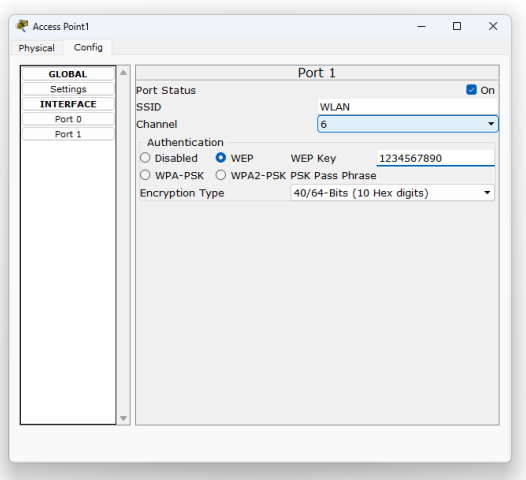 Access Point1
Physical Config
GLOBAL
Settings
INTERFACE
Port 0
Port 1
Port 1
Port Status On
SSID WLAN
Channel 6
Authentication
Disabled WEP WEP Key 1234567890
WPA-PSK WPA2-PSK PSK Pass Phrase
Encryption Type 40/64-Bits (10 Hex digits)